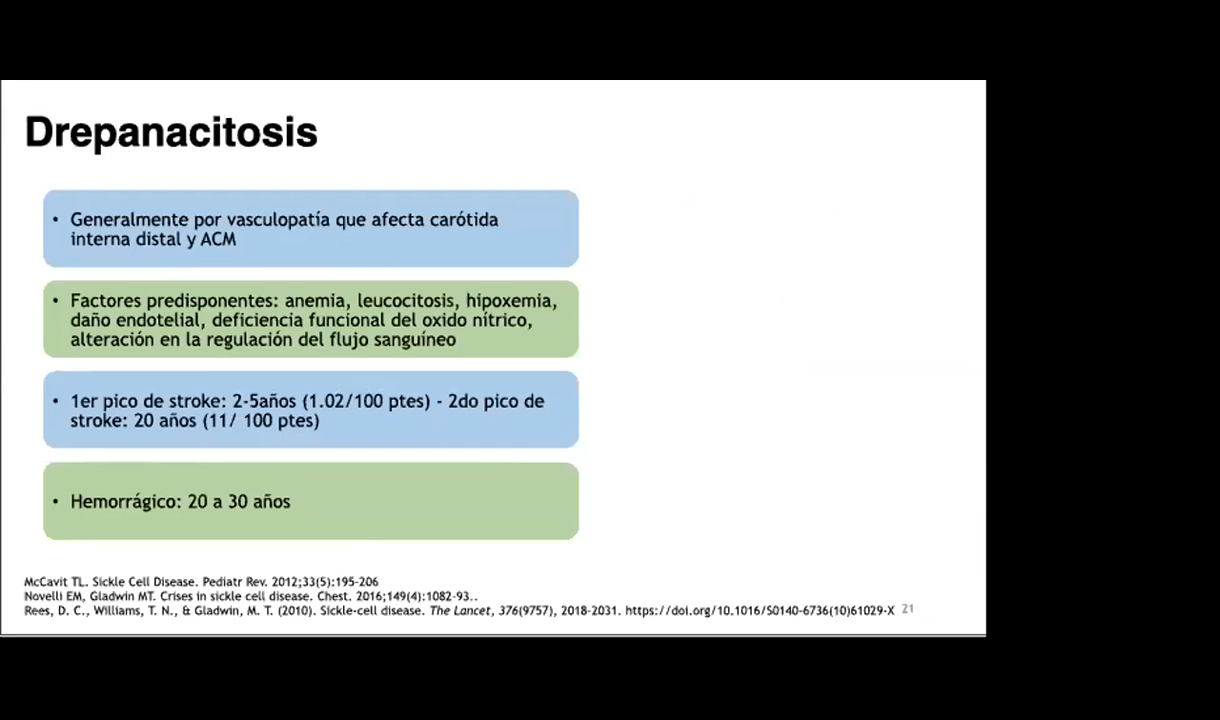 Drepanacitosis
• Generalmente por vasculopatía que afecta carótida
interna distal y ACM
• Factores predisponentes: anemia, leucocitosis, hipoxemia,
daño endotelial, deficiencia funcional del oxido nítrico,
alteración en la regulación del flujo sanguíneo
• 1er pico de stroke: 2-5años (1.02/100 ptes) - 2do pico de
stroke: 20 años (11/ 100 ptes)
• Hemorrágico: 20 a 30 años
McCavit TL. Sickle Cell Disease. Pediatr Rev. 2012;33(5):195-206
Novelli EM, Gladwin MT. Crises in sickle cell disease. Chest. 2016;149(4):1082-93..
Rees, D. C., Williams, T. N., & Gladwin, M. T. (2010). Sickle-cell disease. The Lancet, 376(9757), 2018-2031. https://doi.org/10.1016/S0140-6736(10)61029-X 21